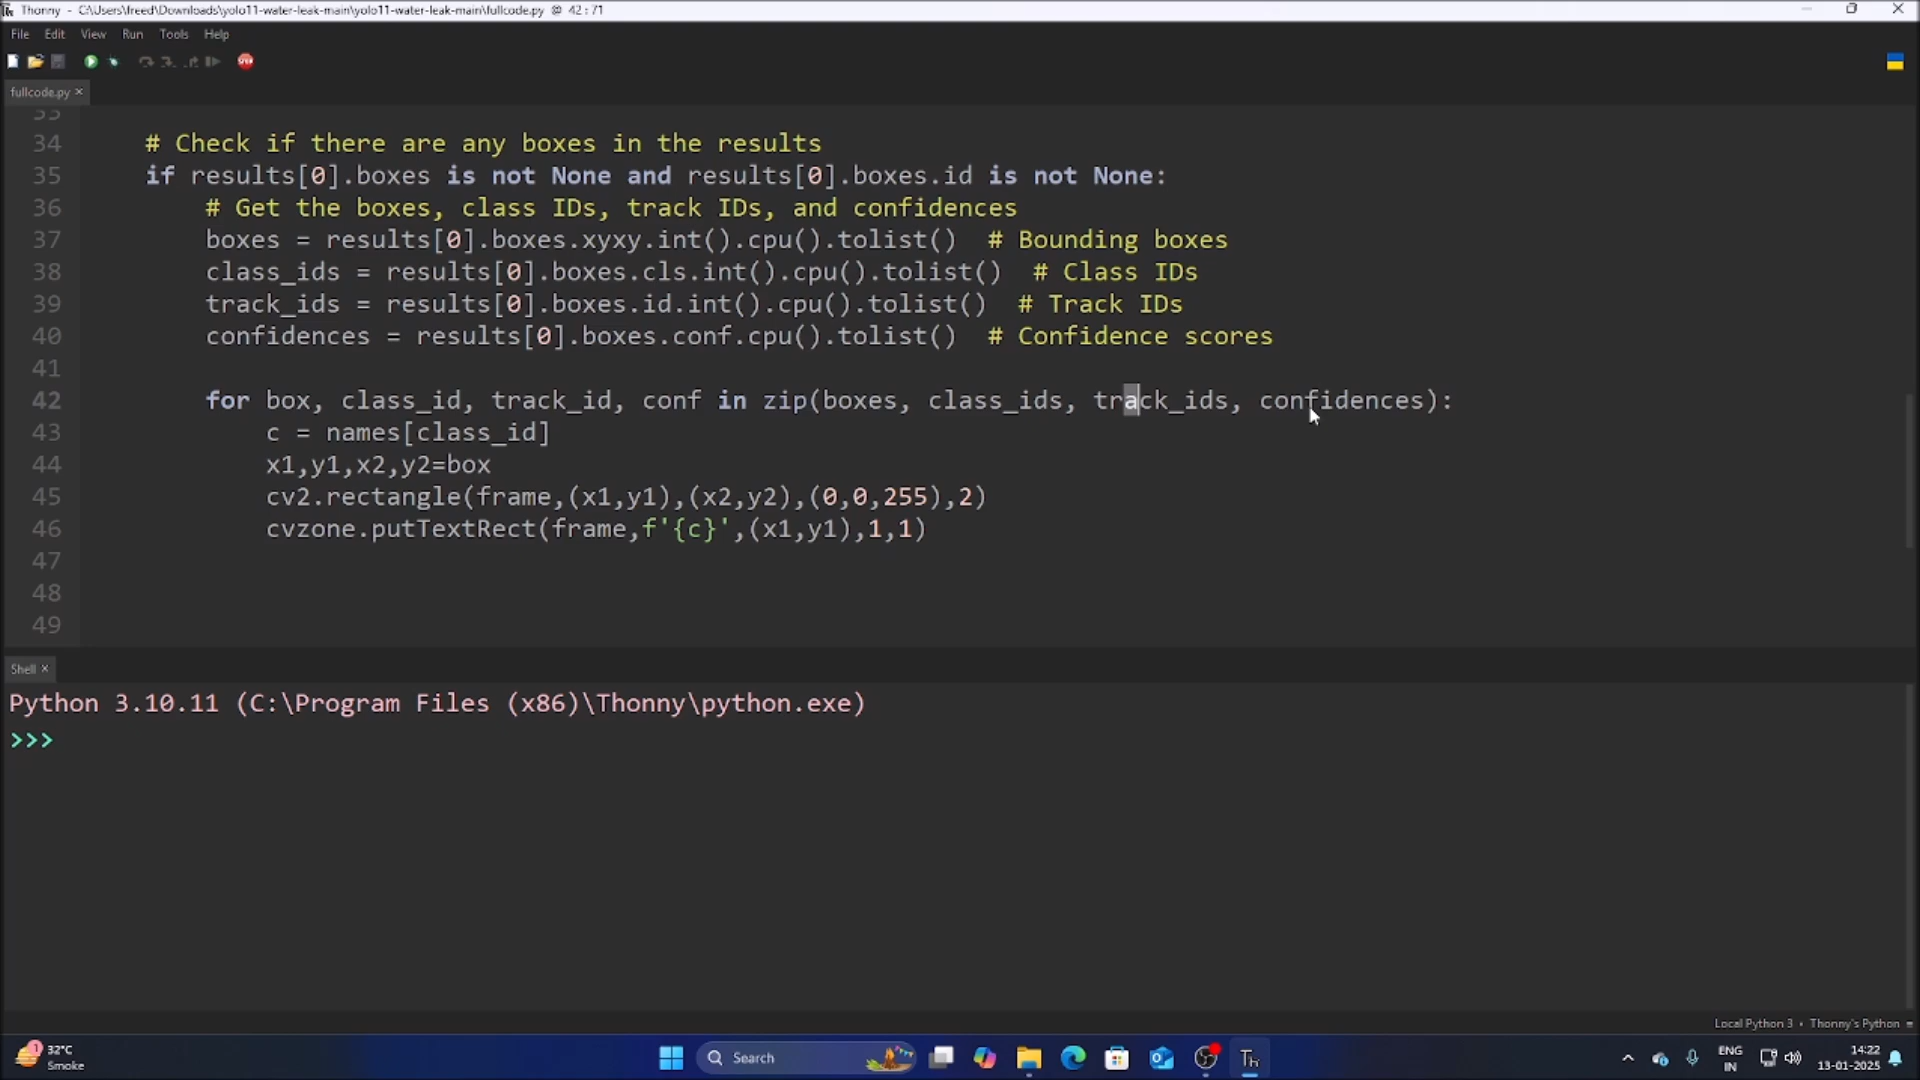 Thonny - C:\Users\freed\Downloads\yolo11-water-leak-main\yolo11-water-leak-main\fullcode.py @ 42:71
File Edit View Run Tools Help
fullcode.py ×
33
34 # Check if there are any boxes in the results
35 if results[0].boxes is not None and results[0].boxes.id is not None:
36 # Get the boxes, class IDs, track IDs, and confidences
37 boxes = results[0].boxes.xyxy.int().cpu().tolist() # Bounding boxes
38 class_ids = results[0].boxes.cls.int().cpu().tolist() # Class IDs
39 track_ids = results[0].boxes.id.int().cpu().tolist() # Track IDs
40 confidences = results[0].boxes.conf.cpu().tolist() # Confidence scores
41
42 for box, class_id, track_id, conf in zip(boxes, class_ids, track_ids, confidences):
43 c = names[class_id]
44 x1,y1,x2,y2=box
45 cv2.rectangle(frame,(x1,y1),(x2,y2),(0,0,255),2)
46 cvzone.putTextRect(frame,f'{c}',(x1,y1),1,1)
47
48
49
Shell ×
Python 3.10.11 (C:\Program Files (x86)\Thonny\python.exe)
>>>
Local Python 3 • Thonny's Python
1
32°C
Smoke
Search
Th
ENG
IN
14:22
13-01-2025